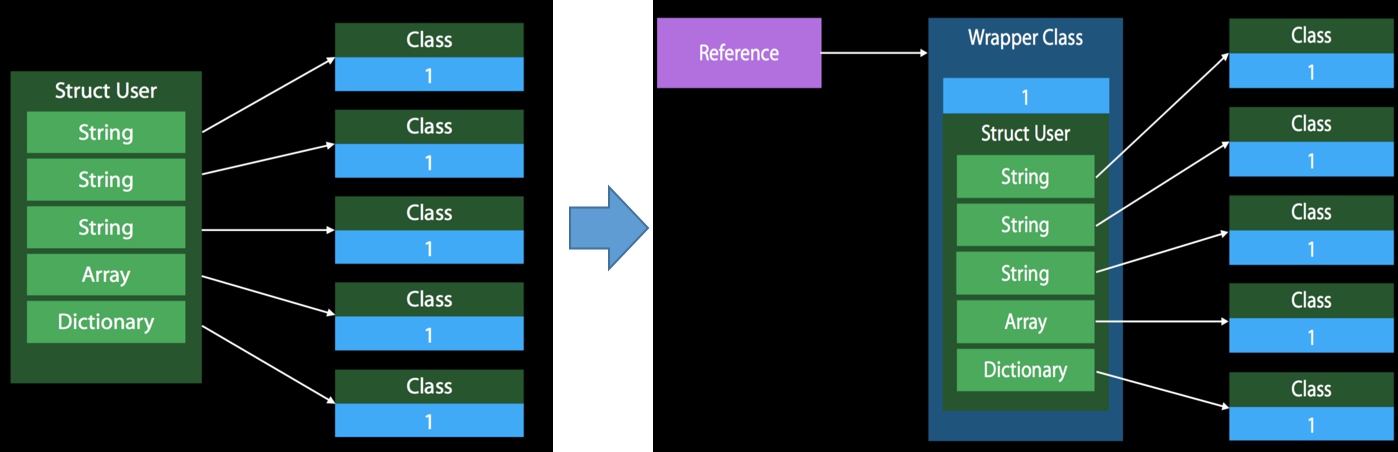 Struct User
String
String
String
Array
Dictionary
Class
1
Class
1
Class
1
Class
1
Class
1
Reference
Wrapper Class
1
Struct User
String
String
String
Array
Dictionary
Class
1
Class
1
Class
1
Class
1
Class
1